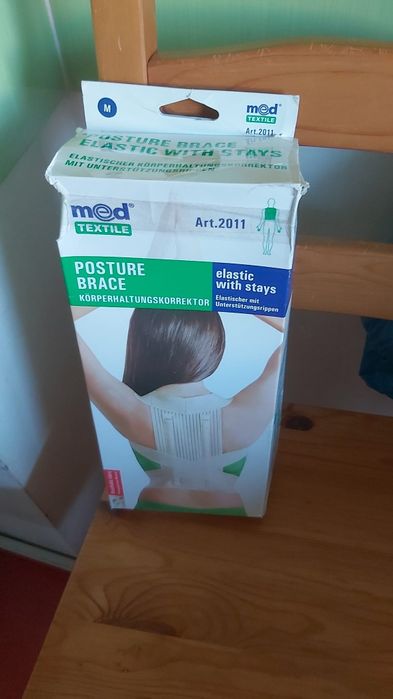 M
med®
TEXTILE
Art.2011
POSTURE BRACE
ELASTIC WITH STAYS
ELASTISCHER KÖRPERHALTUNGSKORREKTOR
MIT UNTERSTÜTZUNGSRIPPEN
med®
TEXTILE
Art.2011
POSTURE
BRACE
KÖRPERHALTUNGSKORREKTOR
elastic
with stays
Elastischer mit
Unterstützungsrippen